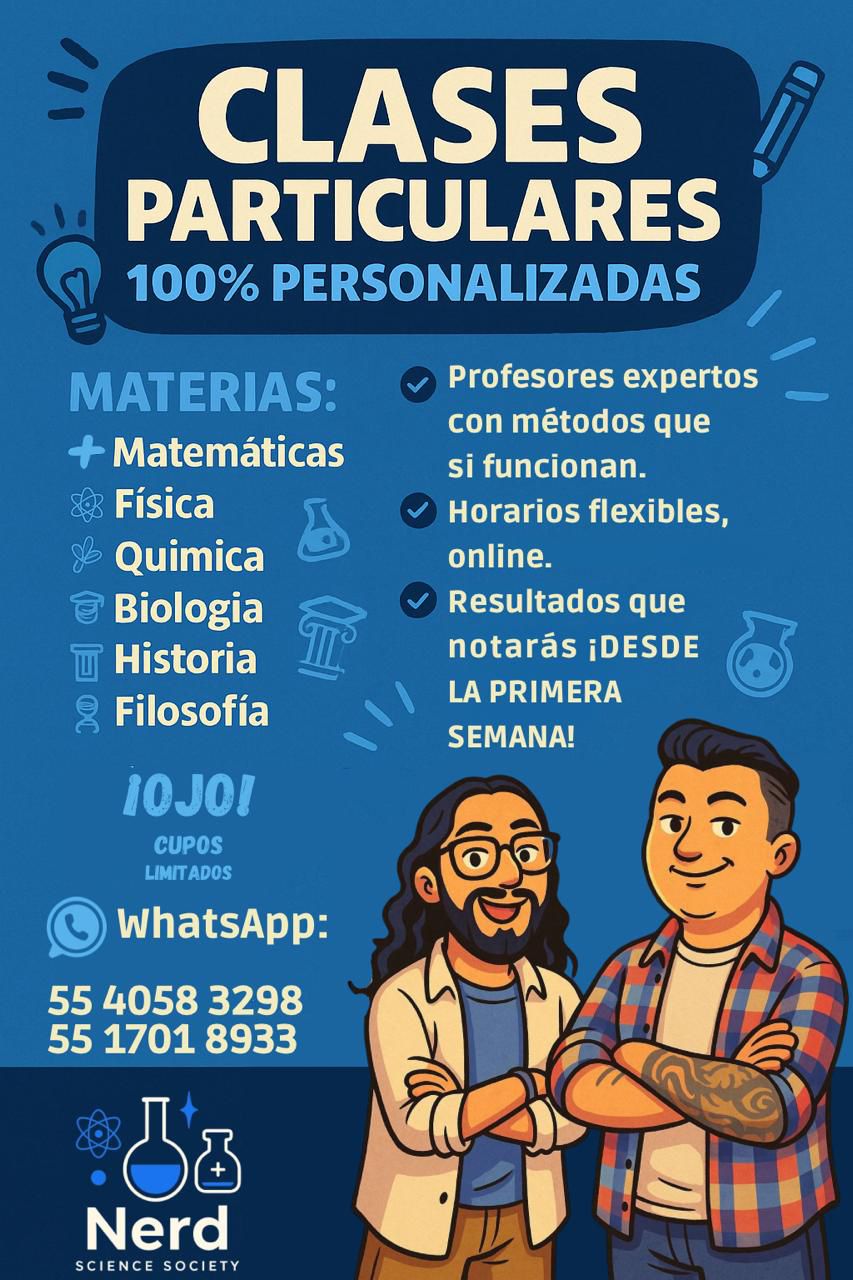 CLASES
PARTICULARES
100% PERSONALIZADAS
MATERIAS:
Matemáticas
Física
Quimica
Biologia
Historia
Filosofía
Profesores expertos
con métodos que
si funcionan.
Horarios flexibles,
online.
Resultados que
notarás ¡DESDE
LA PRIMERA
SEMANA!
¡OJO!
CUPOS
LIMITADOS
WhatsApp:
55 4058 3298
55 1701 8933
Nerd
SCIENCE SOCIETY